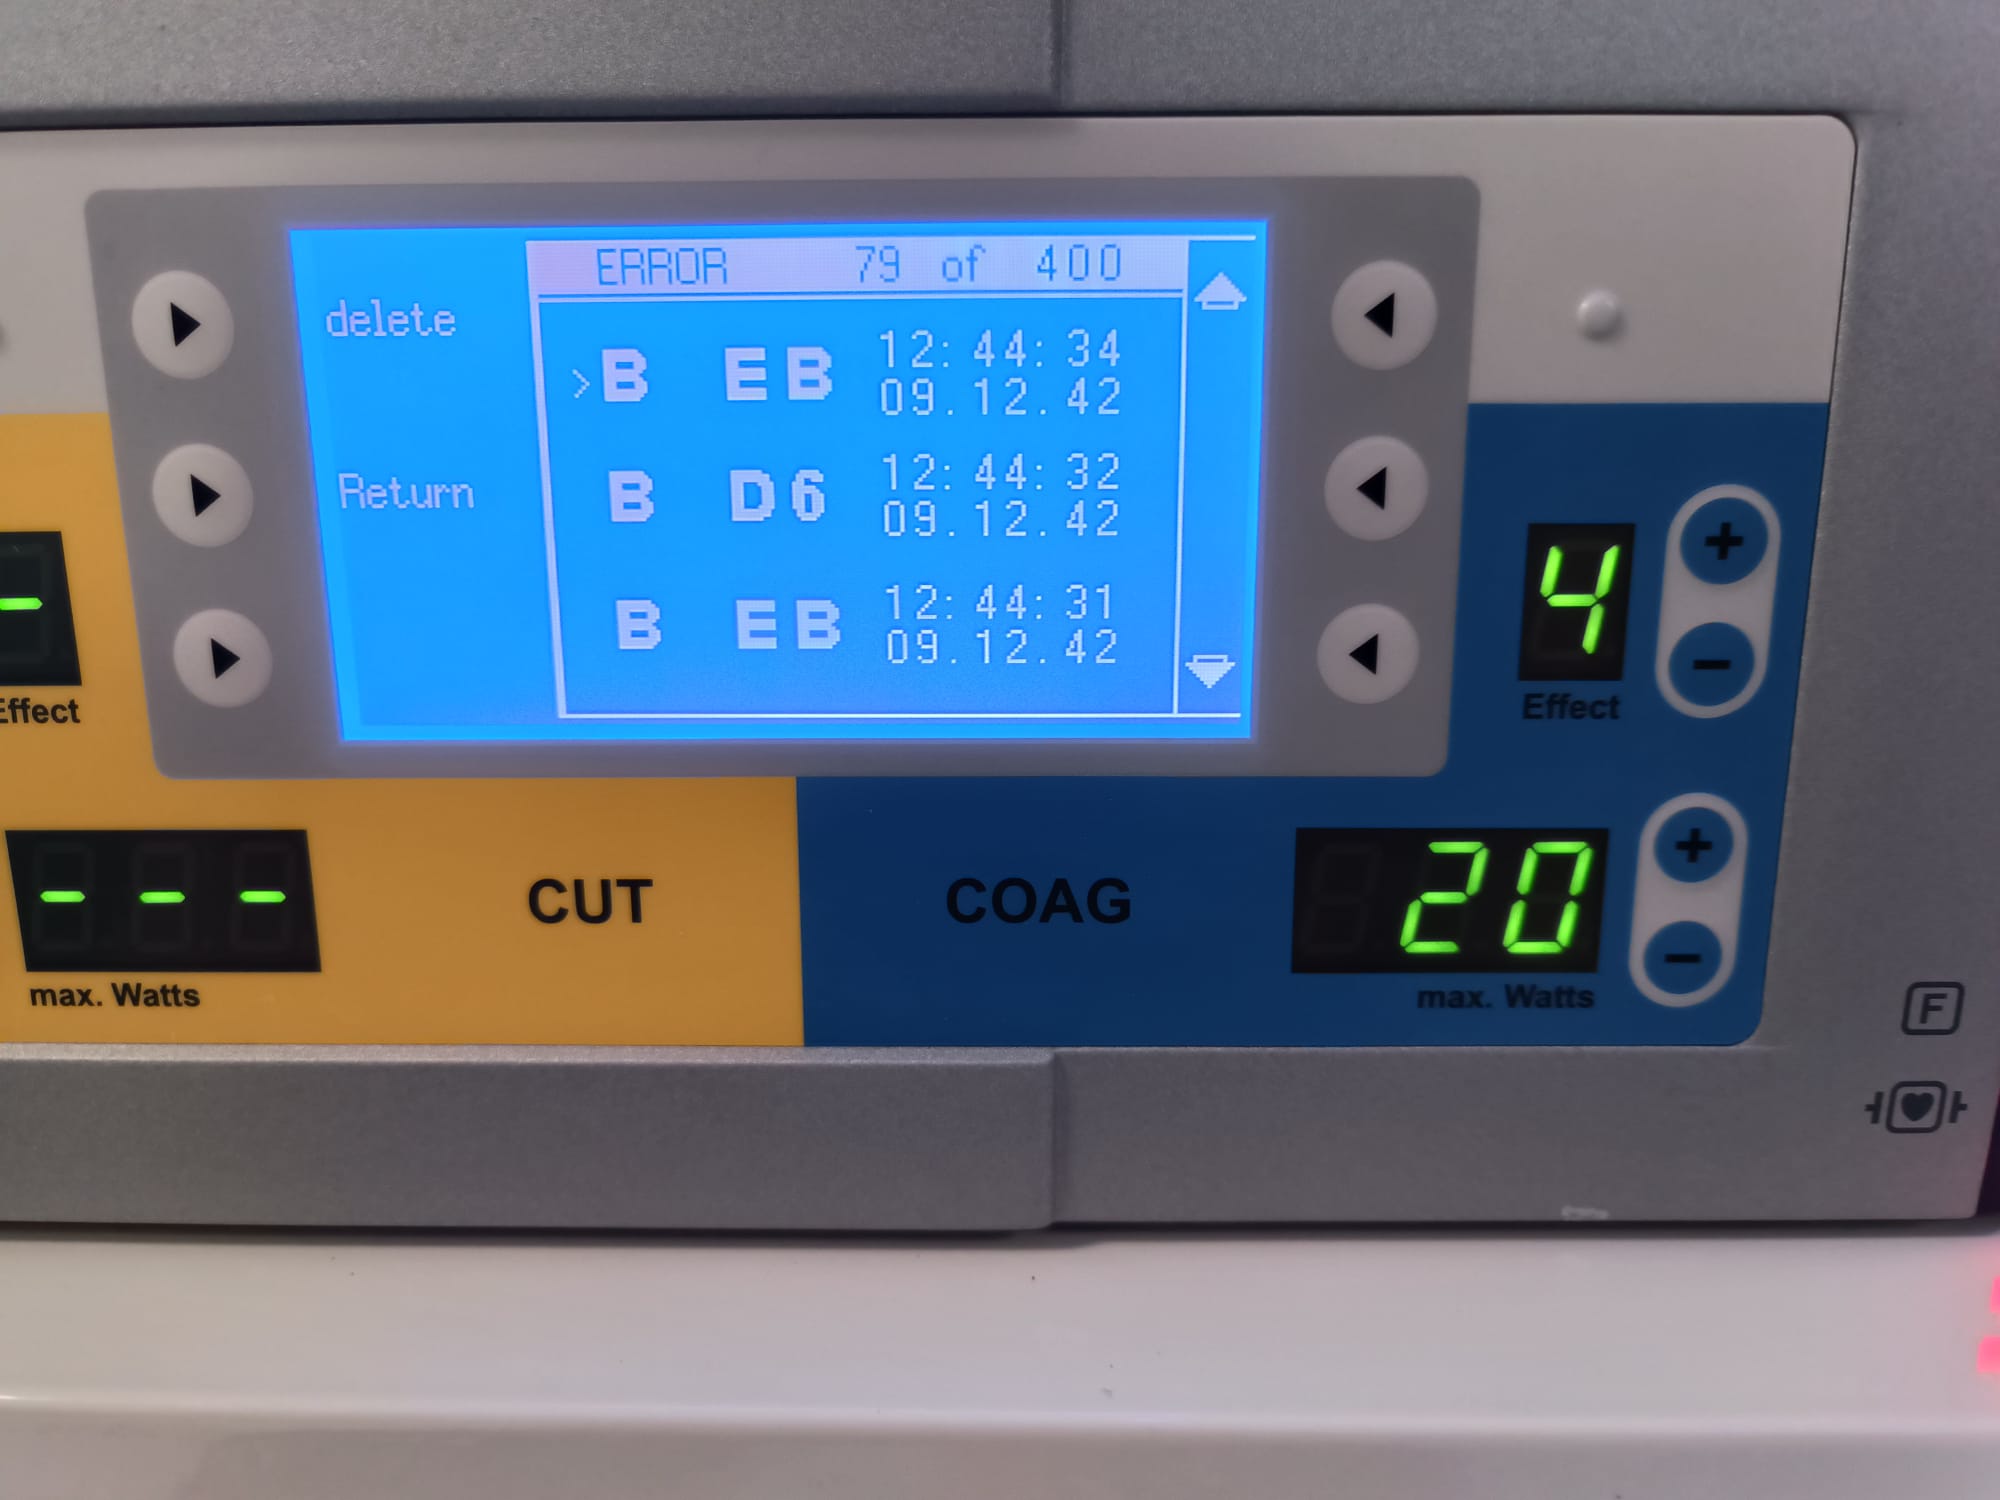 ERROR 79 of 400
delete
>B EB 12:44:34
09.12.42
Return
B D6 12:44:32
09.12.42
B EB 12:44:31
09.12.42
4
+
-
Effect
-
Effect
---
max. Watts
CUT
COAG
20
+
-
max. Watts
F